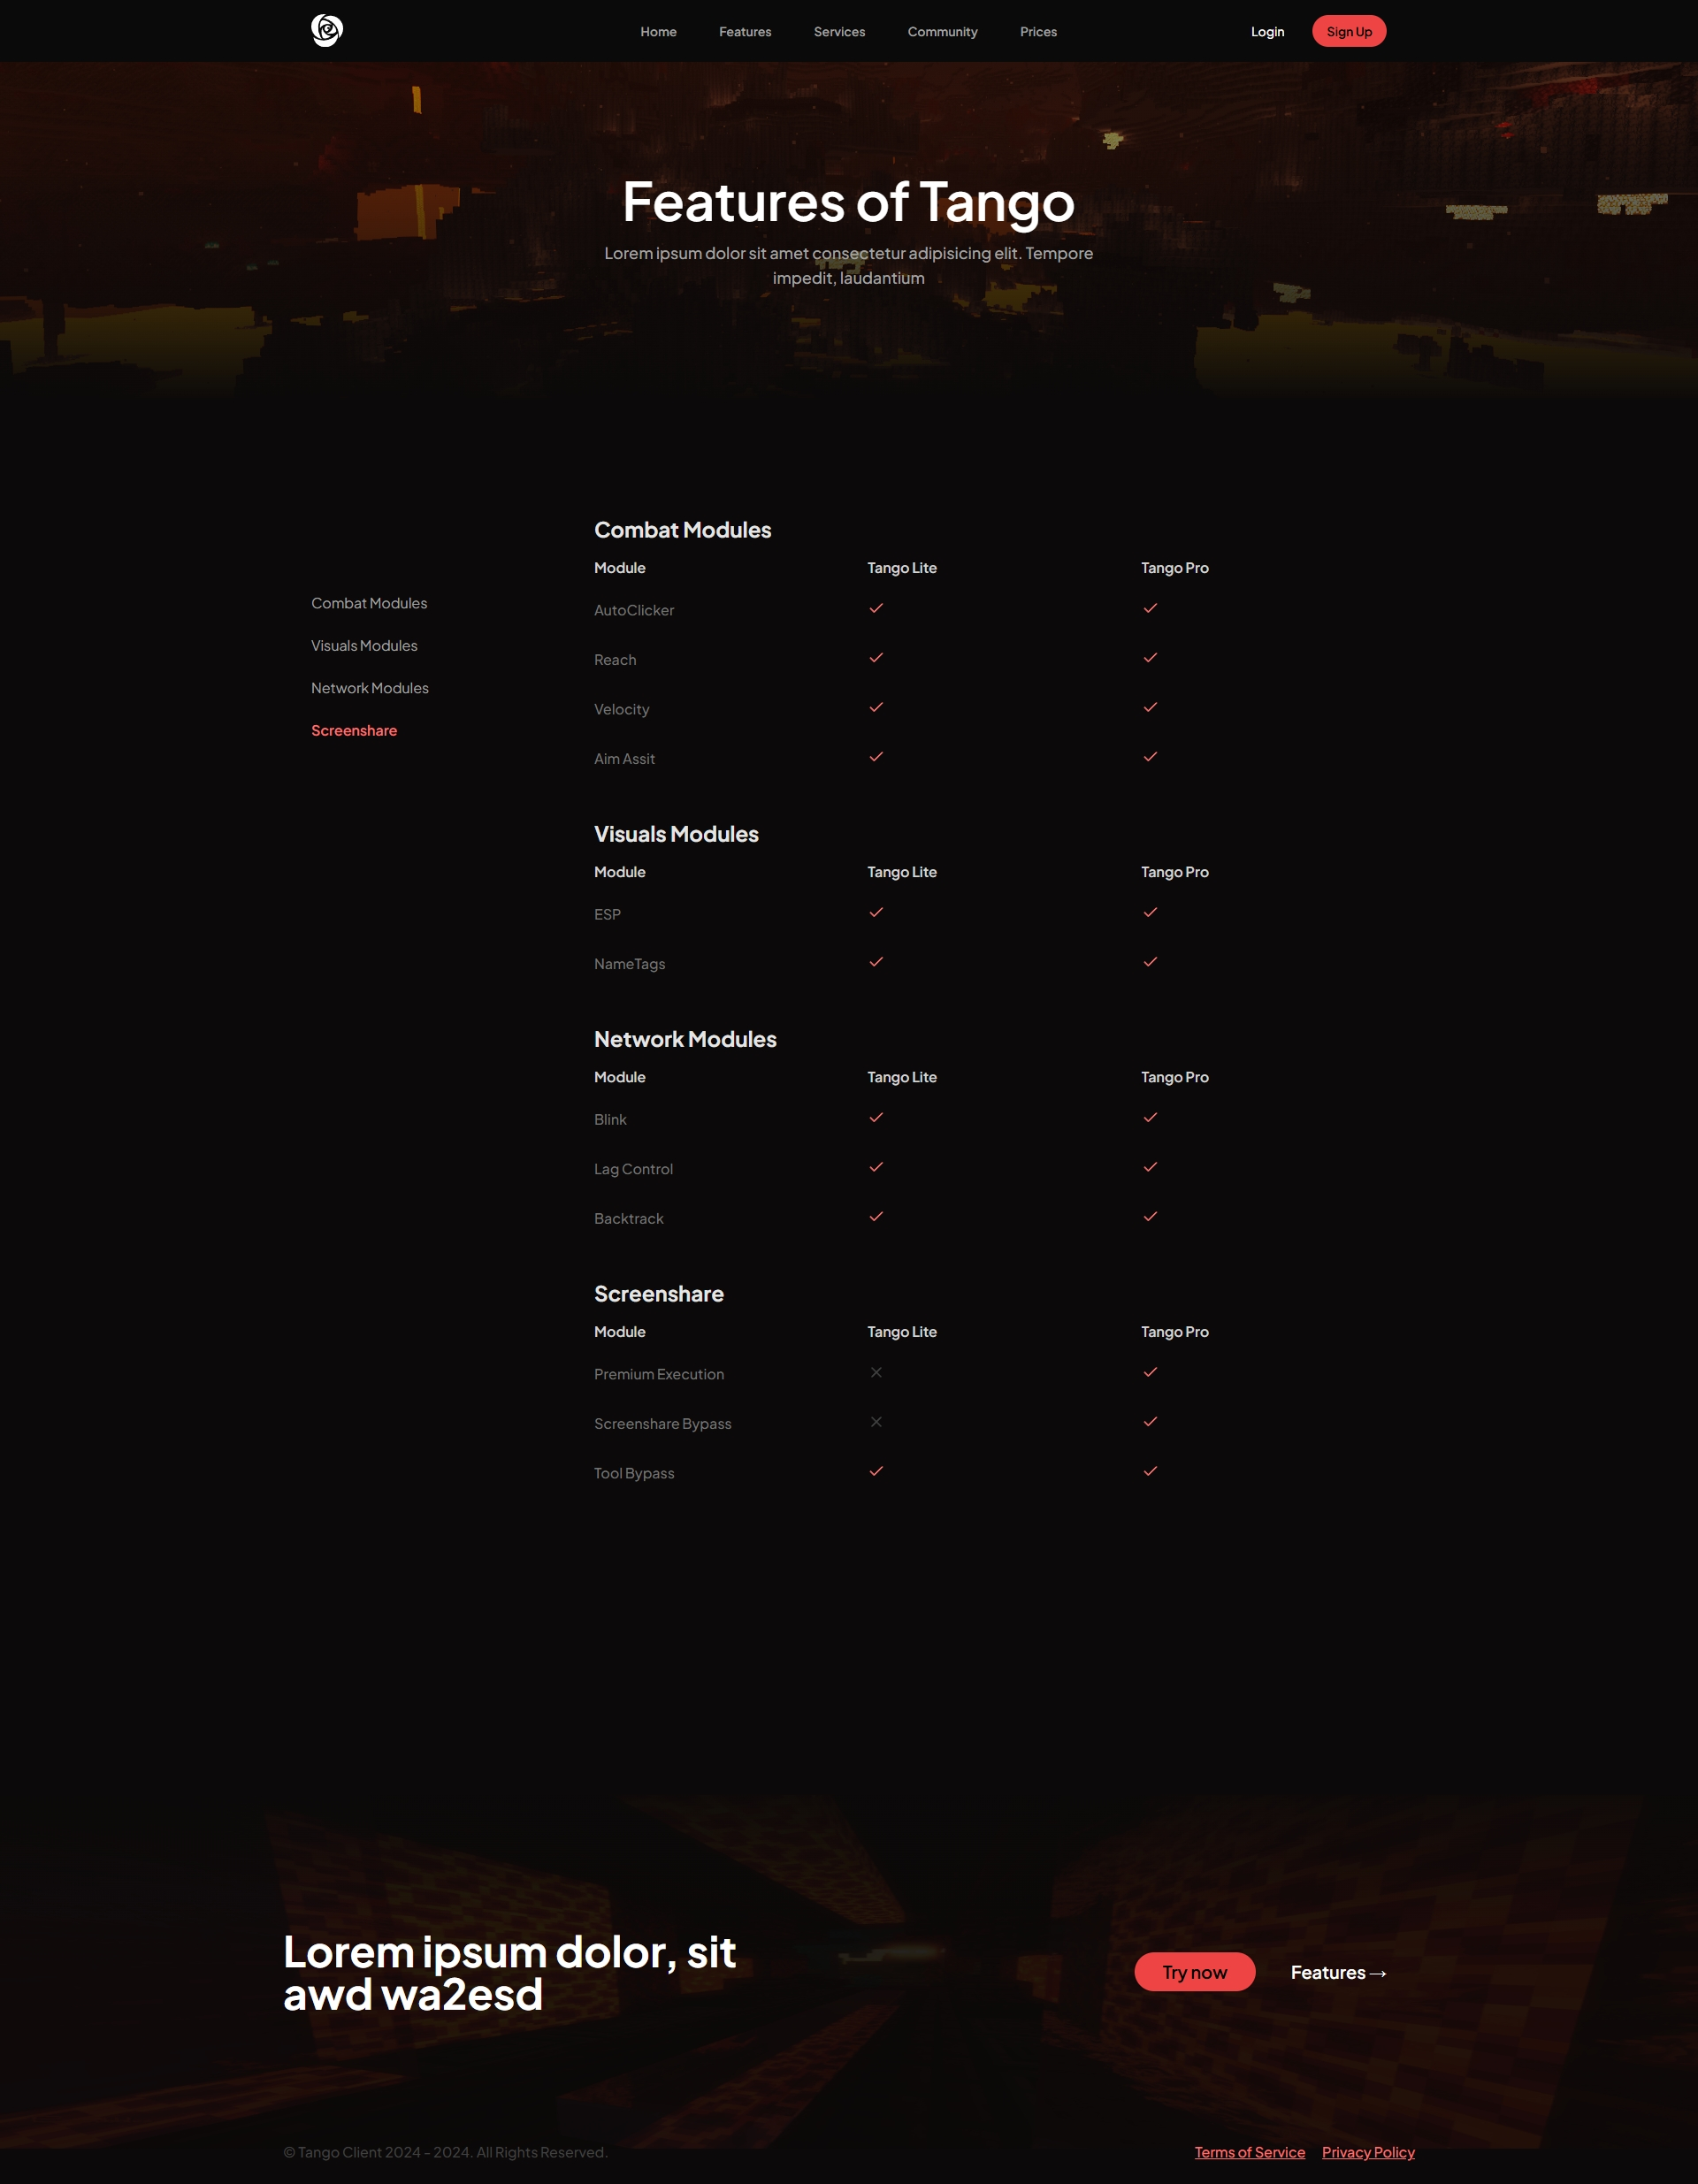 Home Features Services Community Prices Login Sign Up
Features of Tango
Lorem ipsum dolor sit amet consectetur adipisicing elit. Tempore
impedit, laudantium
Combat Modules
Visuals Modules
Network Modules
Screenshare
Combat Modules
Module Tango Lite Tango Pro
AutoClicker
Reach
Velocity
Aim Assit
Visuals Modules
Module Tango Lite Tango Pro
ESP
NameTags
Network Modules
Module Tango Lite Tango Pro
Blink
Lag Control
Backtrack
Screenshare
Module Tango Lite Tango Pro
Premium Execution
Screenshare Bypass
Tool Bypass
Lorem ipsum dolor, sit
awd wa2esd
Try now Features →
© Tango Client 2024 - 2024. All Rights Reserved. Terms of Service Privacy Policy